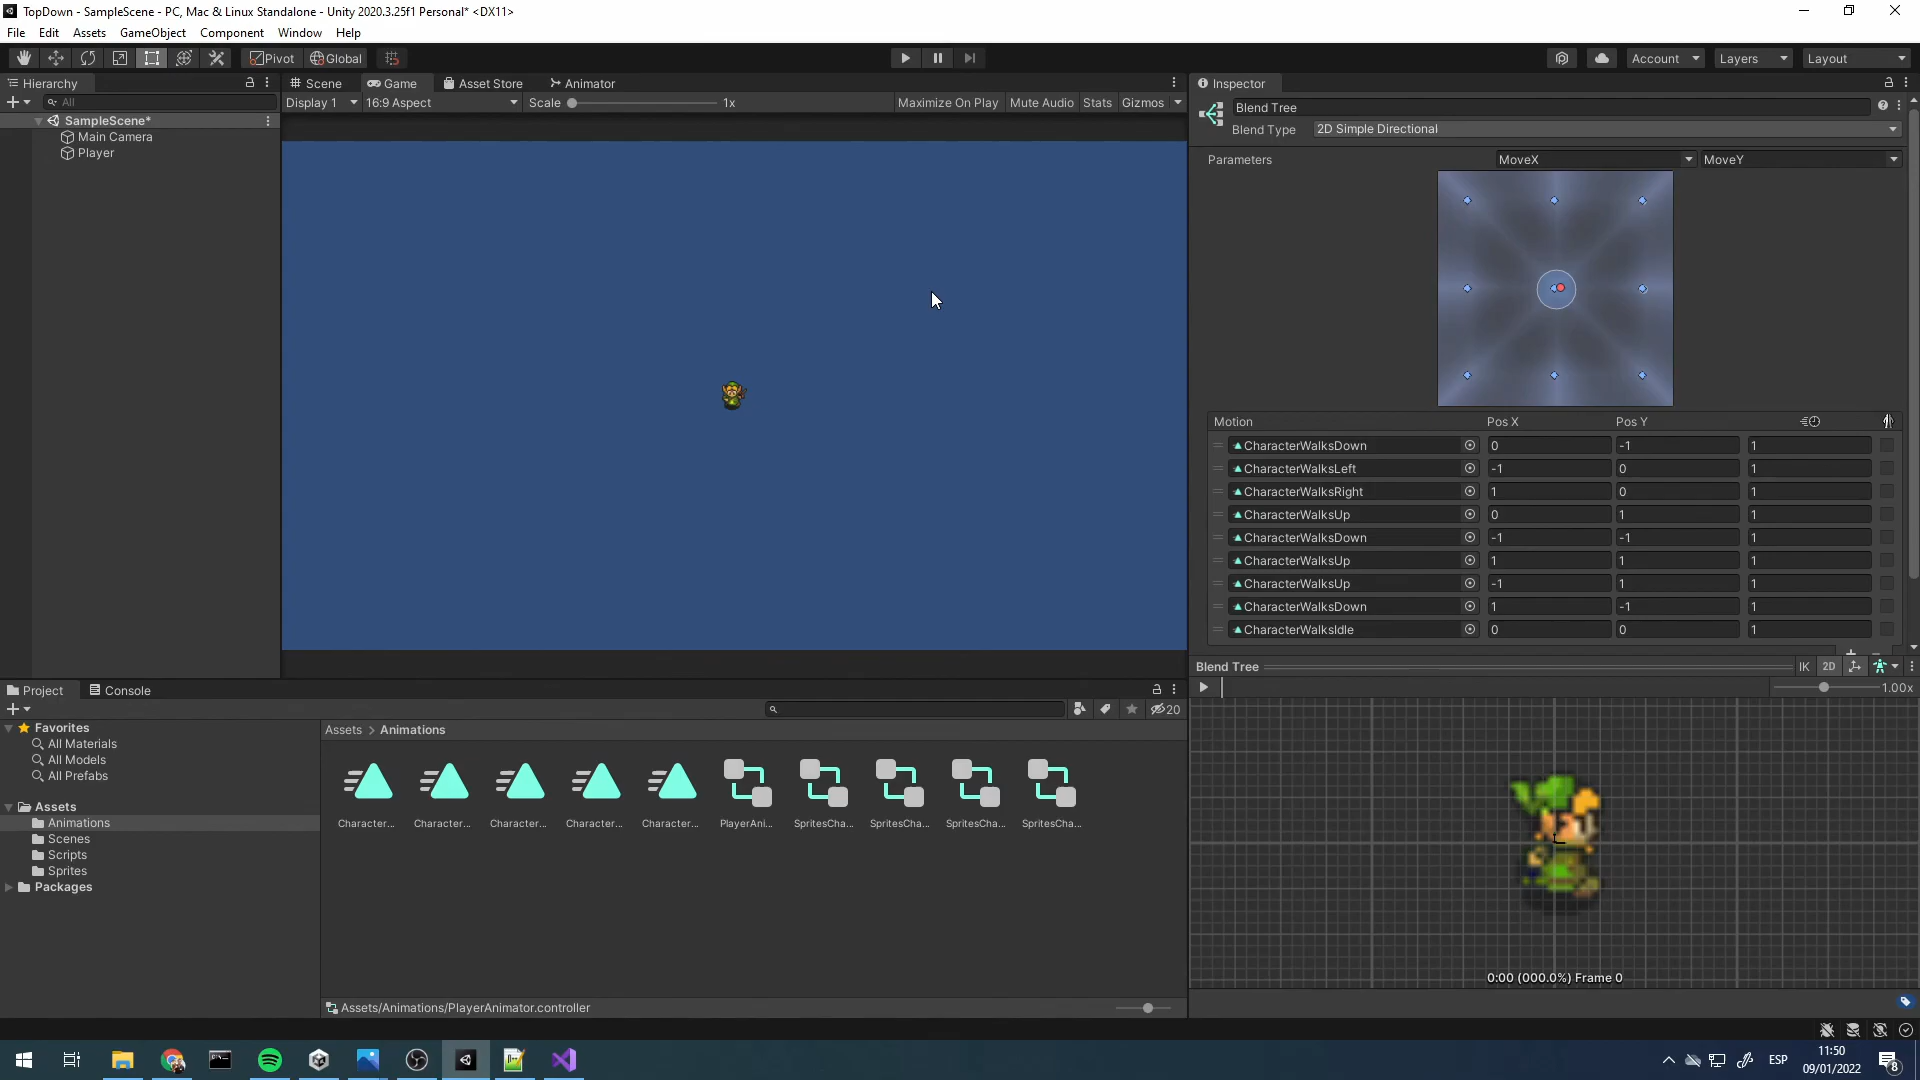 TopDown - SampleScene - PC, Mac & Linux Standalone - Unity 2020.3.25f1 Personal* <DX11>
File Edit Assets GameObject Component Window Help
Pivot Global Account Layers Layout
Hierarchy
All
SampleScene*
Main Camera
Player
Scene Game Asset Store Animator
Display 1 16:9 Aspect Scale 1x Maximize On Play Mute Audio Stats Gizmos
Inspector
Blend Tree
Blend Type 2D Simple Directional
Parameters MoveX MoveY
Motion Pos X Pos Y
CharacterWalksDown 0 -1 1
CharacterWalksLeft -1 0 1
CharacterWalksRight 1 0 1
CharacterWalksUp 0 1 1
CharacterWalksDown -1 -1 1
CharacterWalksUp 1 1 1
CharacterWalksUp -1 1 1
CharacterWalksDown 1 -1 1
CharacterWalksIdle 0 0 1
Blend Tree IK 2D
1.00x
0:00 (000.0%) Frame 0
Project Console
20
Favorites
All Materials
All Models
All Prefabs
Assets
Animations
Scenes
Scripts
Sprites
Packages
Assets > Animations
Character... Character... Character... Character... Character... PlayerAni... SpritesCha... SpritesCha... SpritesCha... SpritesCha...
Assets/Animations/PlayerAnimator.controller
ESP
11:50
09/01/2022
8